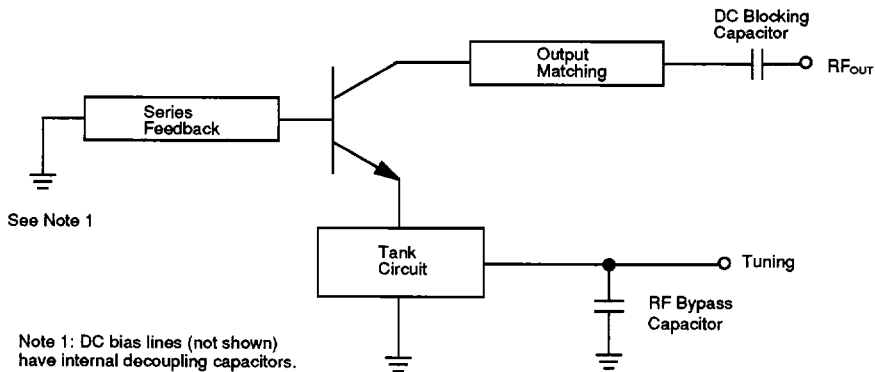 DC Blocking
Capacitor
Output
Matching
RFOUT
Series
Feedback
See Note 1
Tank
Circuit
Tuning
RF Bypass
Capacitor
Note 1: DC bias lines (not shown)
have internal decoupling capacitors.